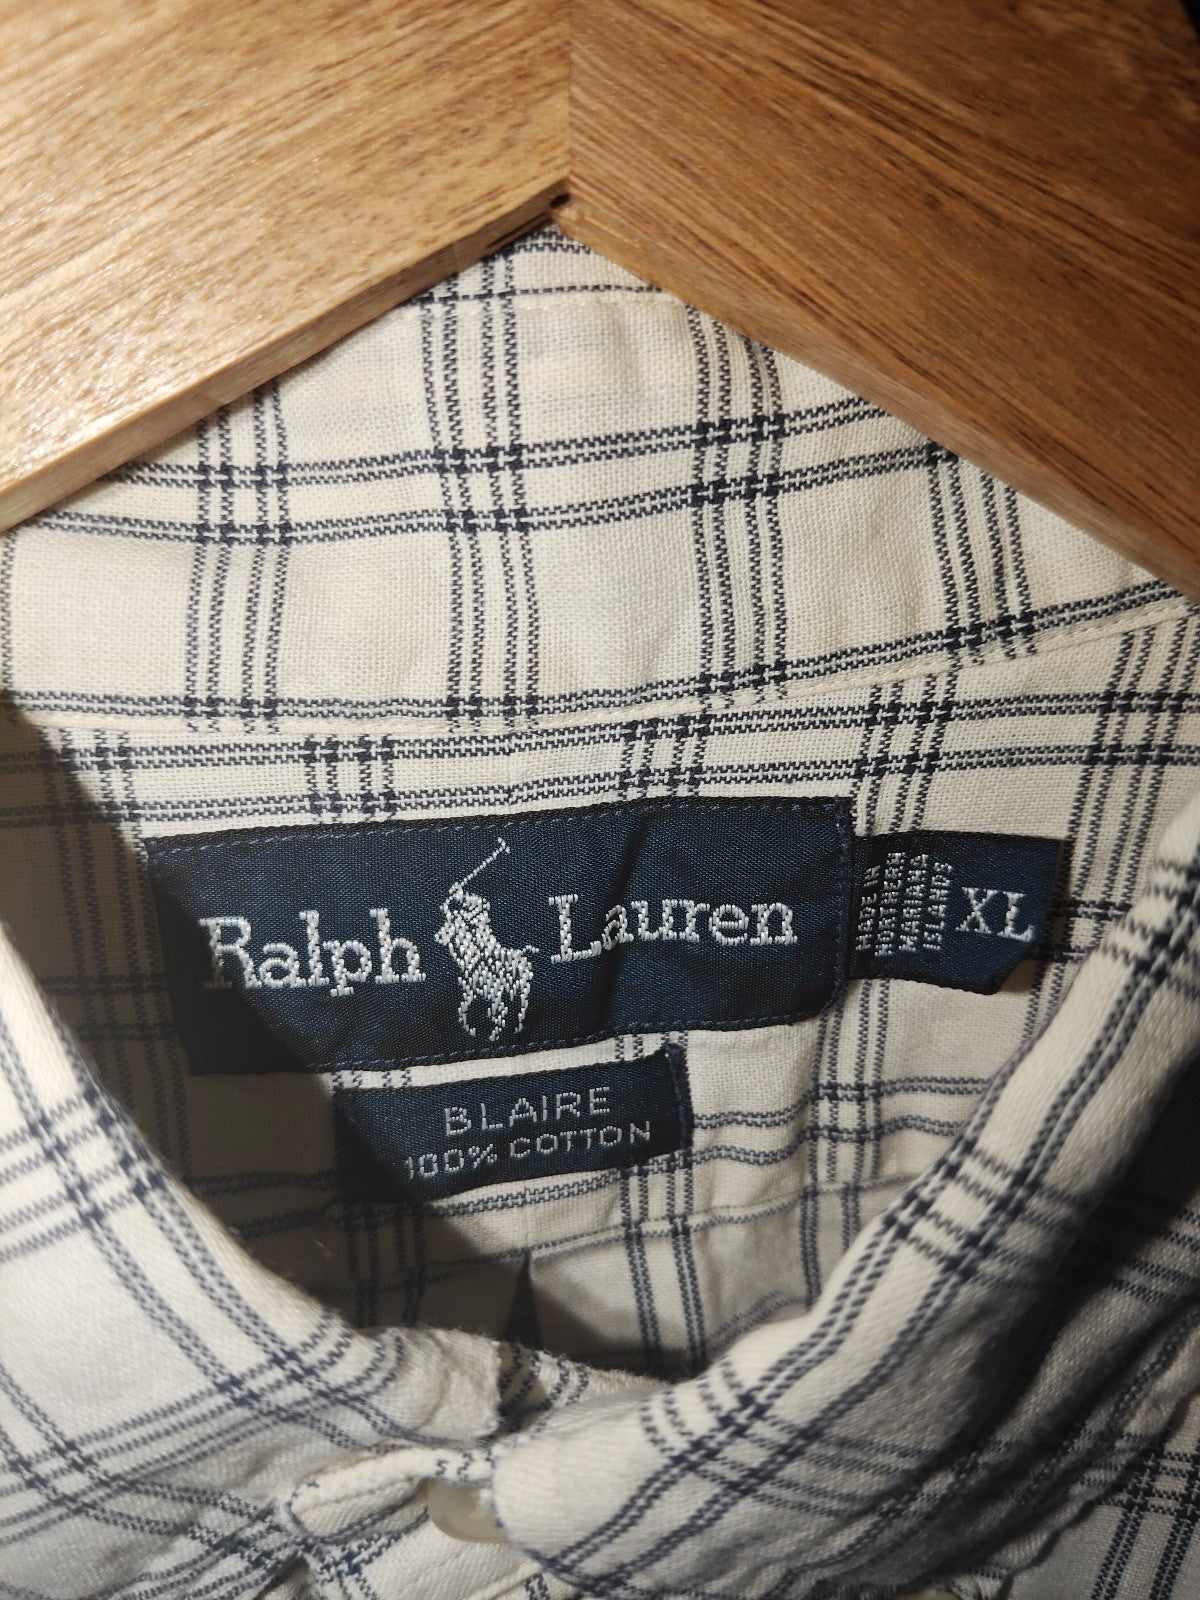 Ralph Lauren
MADE IN
NORTHERN
MARIANA
ISLANDS
XL
BLAIRE
100% COTTON